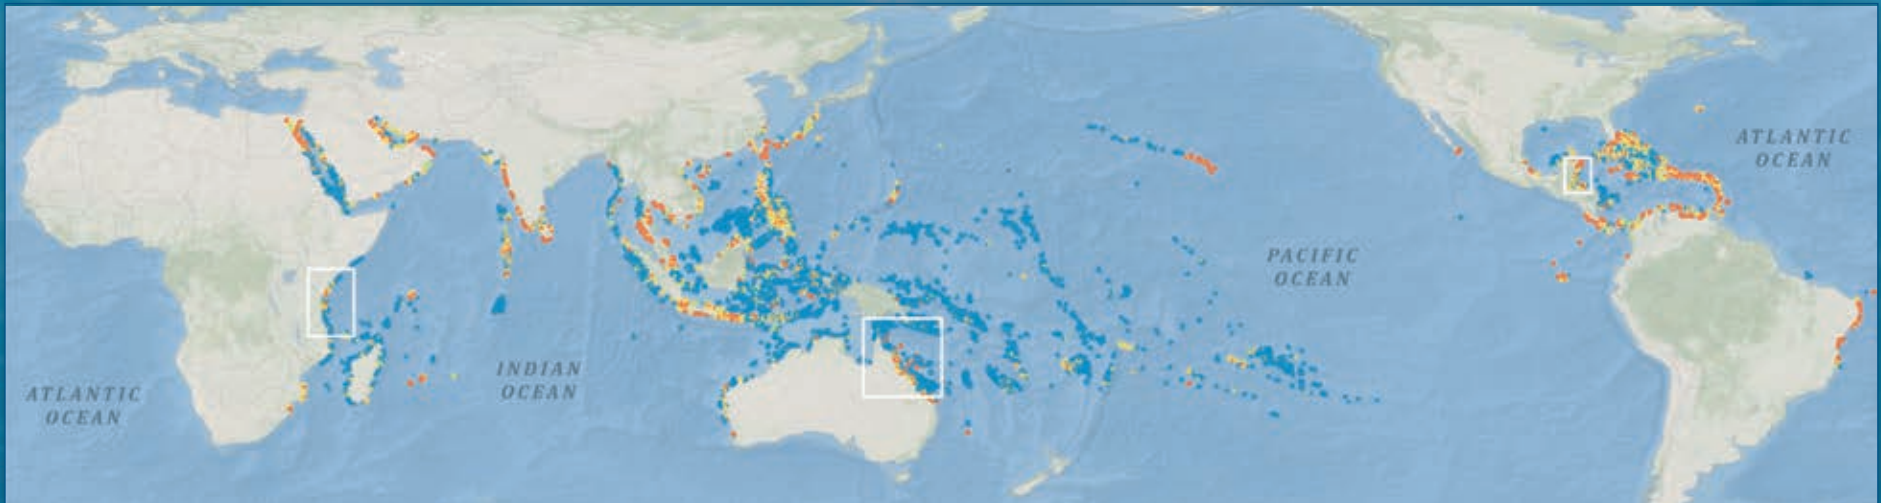 ATLANTIC
OCEAN
PACIFIC
OCEAN
INDIAN
OCEAN
ATLANTIC
OCEAN